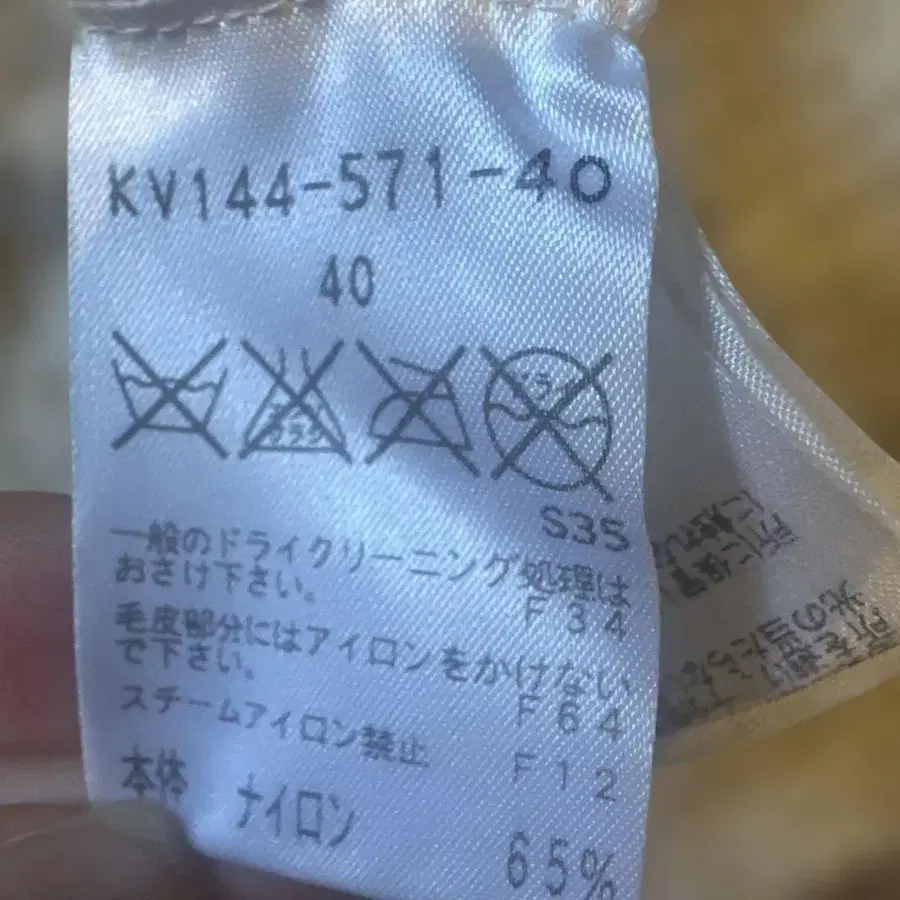 KV144-571-40
40
ドライ
S35
一般のドライクリーニング処理は
おさけ下さい。
F34
毛皮部分にはアイロンをかけない
で下さい。
F64
スチームアイロン禁止
F12
本体 ナイロン
65%